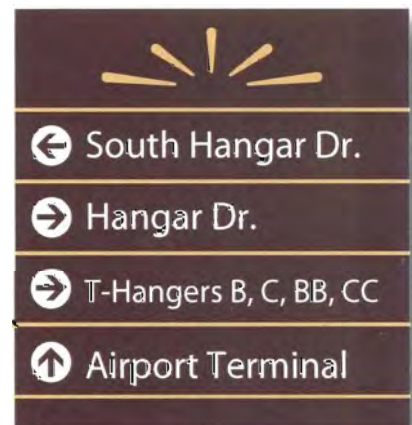 South Hangar Dr.
Hangar Dr.
T-Hangers B, C, BB, CC
Airport Terminal